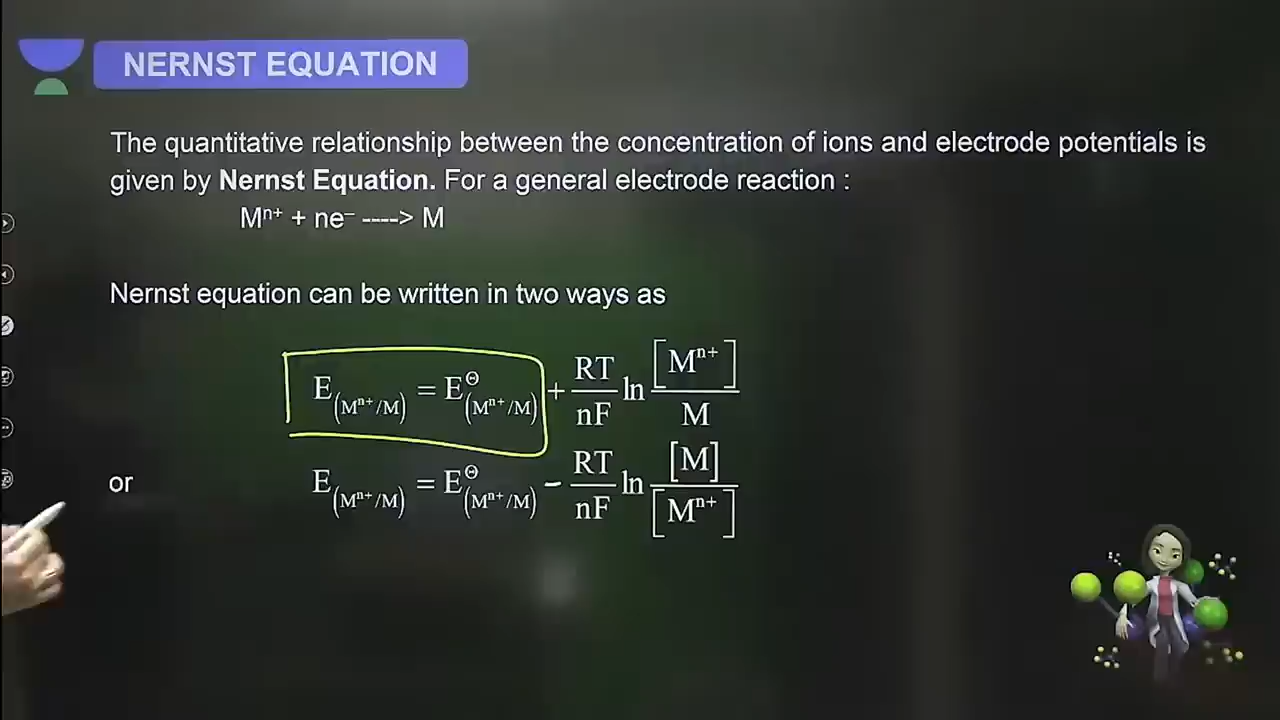 NERNST EQUATION
The quantitative relationship between the concentration of ions and electrode potentials is
given by Nernst Equation. For a general electrode reaction :
Mⁿ⁺ + ne⁻ ----> M
Nernst equation can be written in two ways as
E(Mⁿ⁺/M) = E^Θ(Mⁿ⁺/M) + RT/nF ln [Mⁿ⁺]/M
or E(Mⁿ⁺/M) = E^Θ(Mⁿ⁺/M) − RT/nF ln [M]/[Mⁿ⁺]